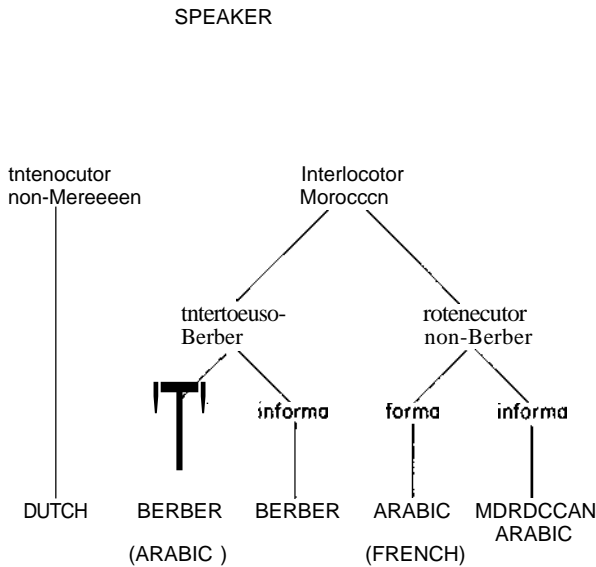 SPEAKER
tntenocutor
non-Mereeeen
Interlocotor
Morocccn
tntertoeuso-
Berber
rotenecutor
non-Berber
informa
forma
informa
DUTCH
BERBER
BERBER
ARABIC
MDRDCCAN
ARABIC
(ARABIC )
(FRENCH)